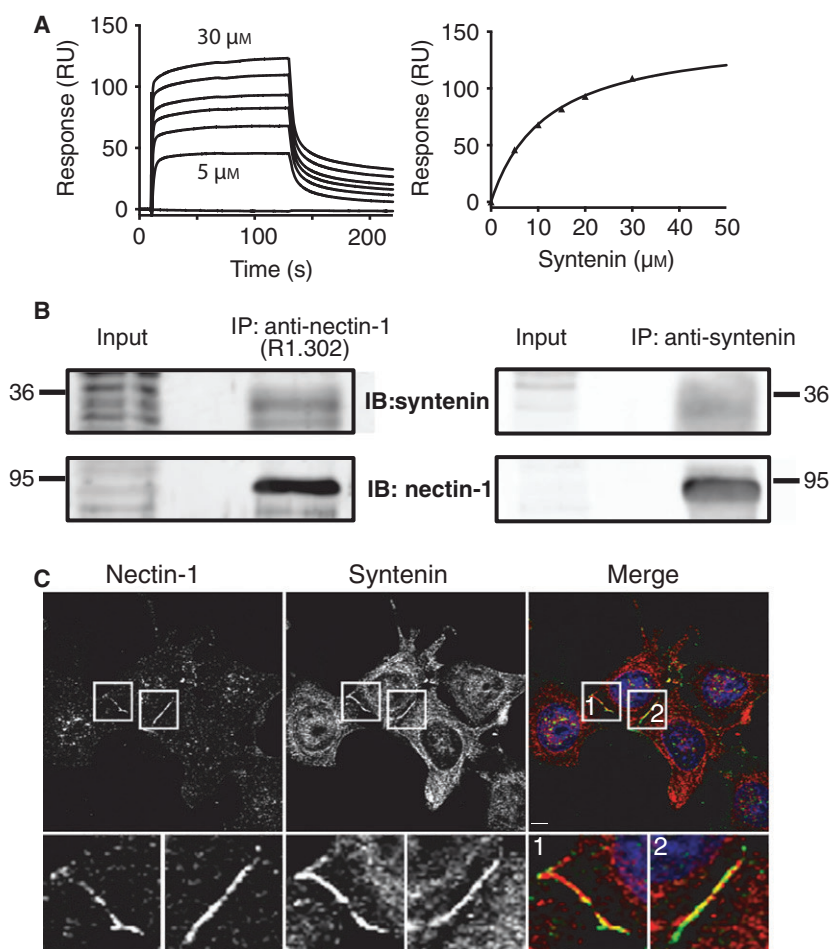 A
150
100
50
0
Response (RU)
30 µM
5 µM
0
100
200
Time (s)
150
100
50
0
Response (RU)
0
10
20
30
40
50
Syntenin (µM)
B
Input
IP: anti-nectin-1
(R1.302)
Input
IP: anti-syntenin
36
IB:syntenin
36
95
IB: nectin-1
95
C
Nectin-1
Syntenin
Merge
1
2
1
2